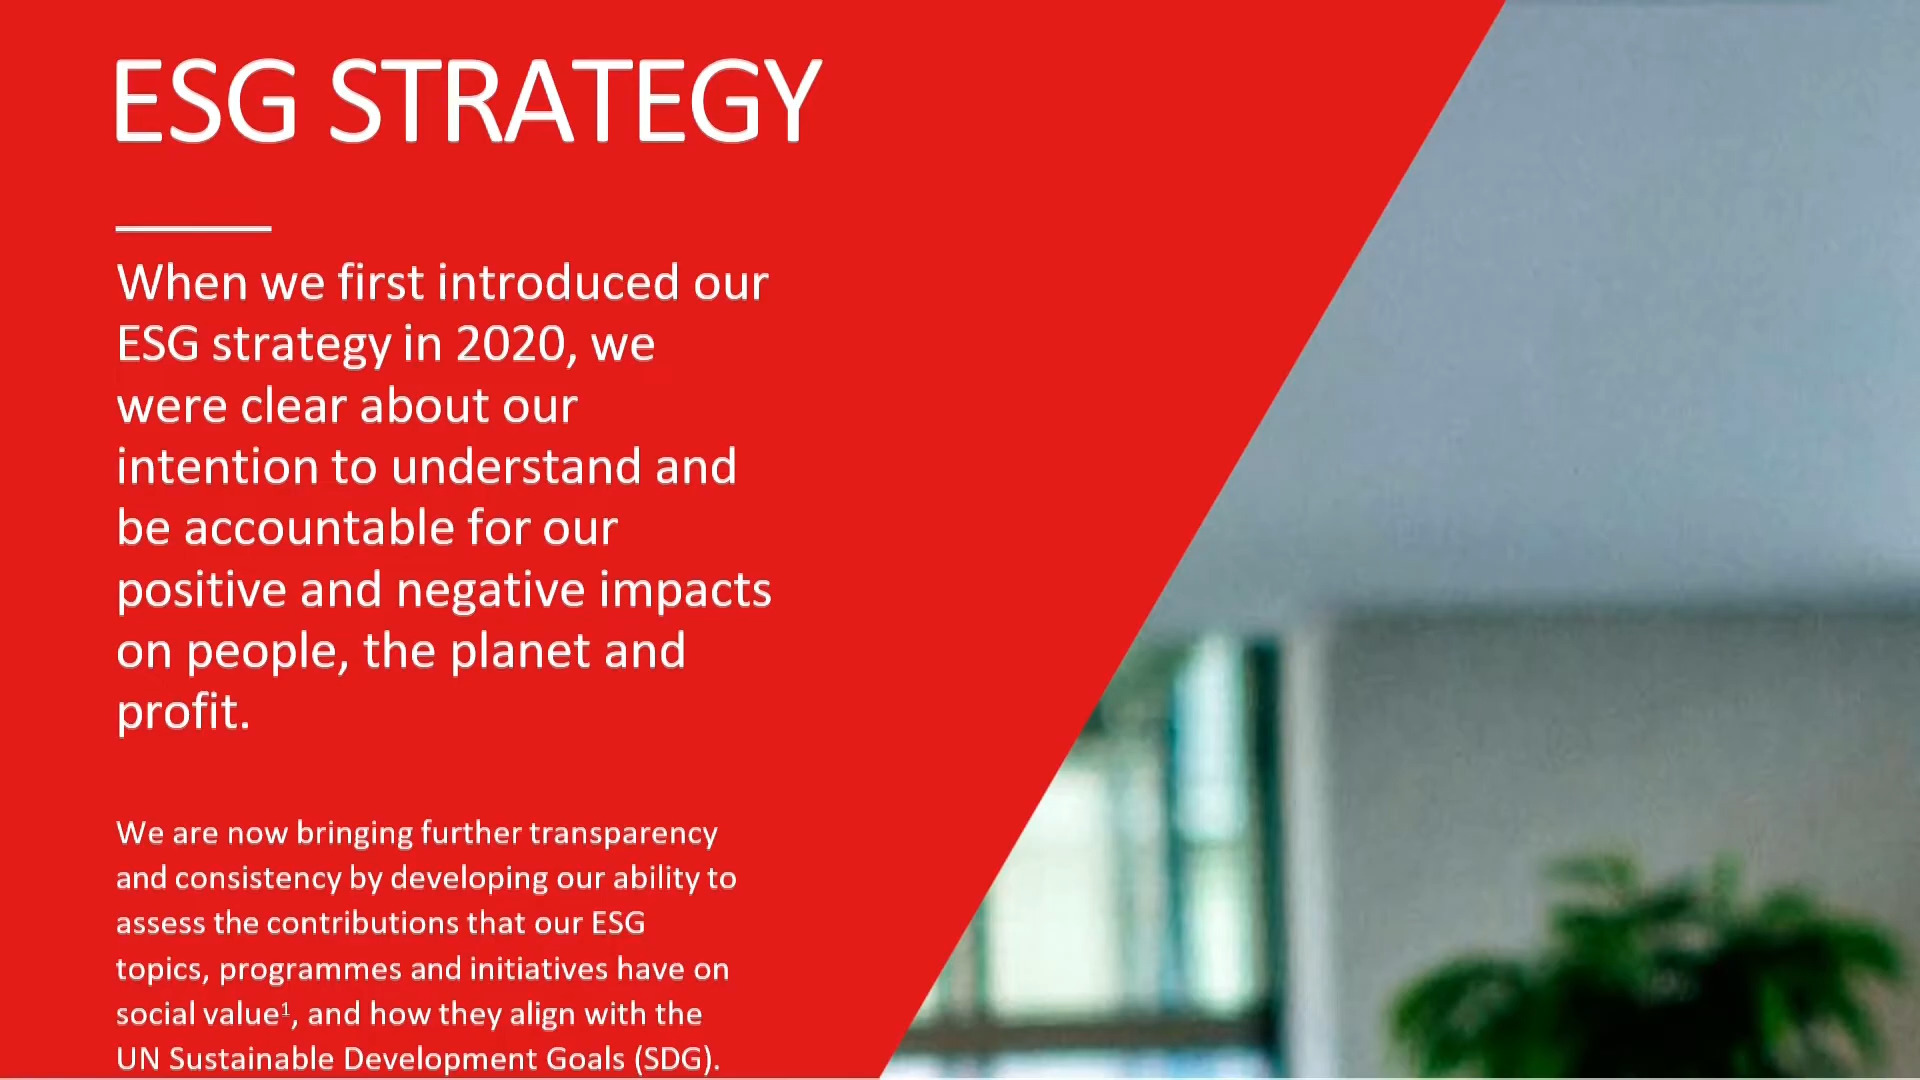 ESG STRATEGY
When we first introduced our
ESG strategy in 2020, we
were clear about our
intention to understand and
be accountable for our
positive and negative impacts
on people, the planet and
profit.
We are now bringing further transparency
and consistency by developing our ability to
assess the contributions that our ESG
topics, programmes and initiatives have on
social value¹, and how they align with the
UN Sustainable Development Goals (SDG).